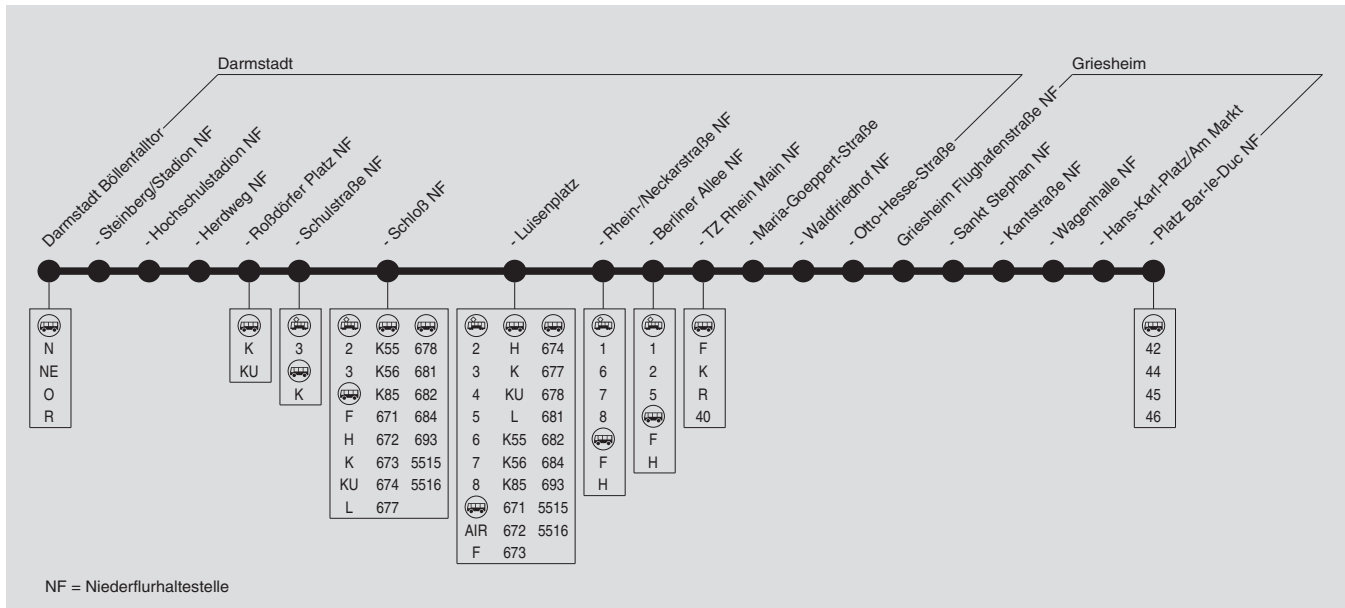 Darmstadt
Griesheim
Darmstadt Böllenfalltor
- Steinberg/Stadion NF
- Hochschulstadion NF
- Herdweg NF
- Roßdörfer Platz NF
- Schulstraße NF
- Schloß NF
- Luisenplatz
- Rhein-/Neckarstraße NF
- Berliner Allee NF
- TZ Rhein Main NF
- Maria-Goeppert-Straße
- Waldfriedhof NF
- Otto-Hesse-Straße
Griesheim Flughafenstraße NF
- Sankt Stephan NF
- Kantstraße NF
- Wagenhalle NF
- Hans-Karl-Platz/Am Markt
- Platz Bar-le-Duc NF
N
NE
O
R
K
KU
3
K
2 K55 678
3 K56 681
K85 682
F 671 684
H 672 693
K 673 5515
KU 674 5516
L 677
2 H 674
3 K 677
4 KU 678
5 L 681
6 K55 682
7 K56 684
8 K85 693
671 5515
AIR 672 5516
F 673
1
6
7
8
F
H
1
2
5
F
H
F
K
R
40
42
44
45
46
NF = Niederflurhaltestelle